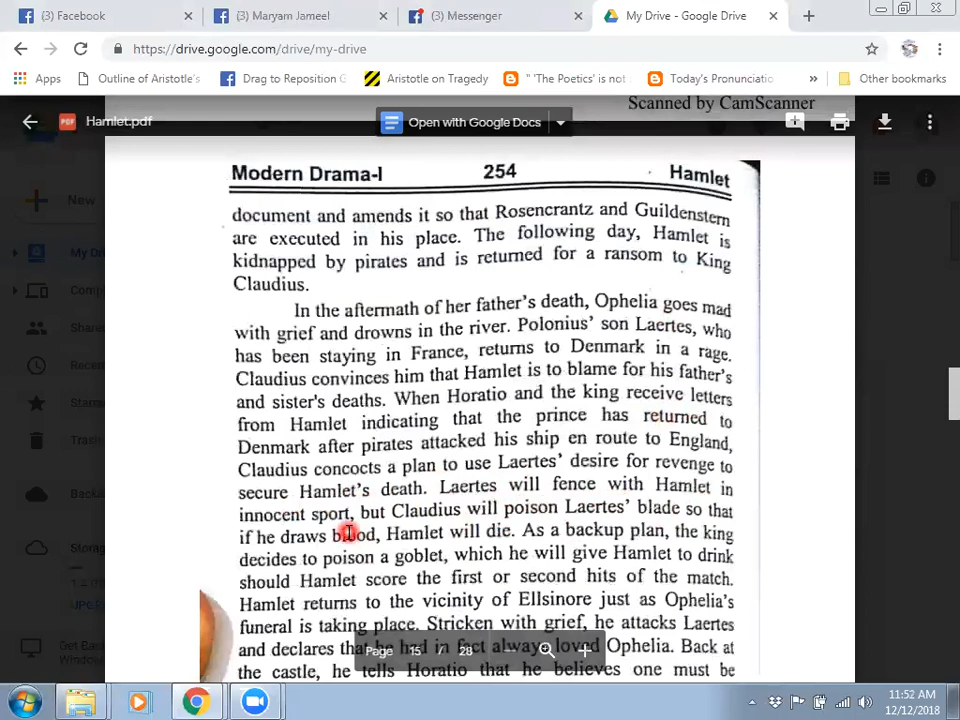 (3) Facebook
(3) Maryam Jameel
(3) Messenger
My Drive - Google Drive
https://drive.google.com/drive/my-drive
Apps
Outline of Aristotle's
Drag to Reposition
Aristotle on Tragedy
" 'The Poetics' is not
Today's Pronunciatio
»
Other bookmarks
Scanned by CamScanner
Hamlet.pdf
Open with Google Docs
Modern Drama-I 254 Hamlet
New
document and amends it so that Rosencrantz and Guildenstern
are executed in his place. The following day, Hamlet is
kidnapped by pirates and is returned for a ransom to King
Claudius.
In the aftermath of her father's death, Ophelia goes mad
with grief and drowns in the river. Polonius' son Laertes, who
has been staying in France, returns to Denmark in a rage.
Claudius convinces him that Hamlet is to blame for his father's
and sister's deaths. When Horatio and the king receive letters
from Hamlet indicating that the prince has returned to
Denmark after pirates attacked his ship en route to England,
Claudius concocts a plan to use Laertes' desire for revenge to
secure Hamlet's death. Laertes will fence with Hamlet in
innocent sport, but Claudius will poison Laertes' blade so that
if he draws blood, Hamlet will die. As a backup plan, the king
decides to poison a goblet, which he will give Hamlet to drink
should Hamlet score the first or second hits of the match.
Hamlet returns to the vicinity of Ellsinore just as Ophelia's
funeral is taking place. Stricken with grief, he attacks Laertes
and declares that he had in fact always loved Ophelia. Back at
the castle, he tells Horatio that he believes one must be
My Dr
Com
Share
Recen
Starre
Trash
Backu
Storag
Get Back
Page 15 / 28
11:52 AM
12/12/2018